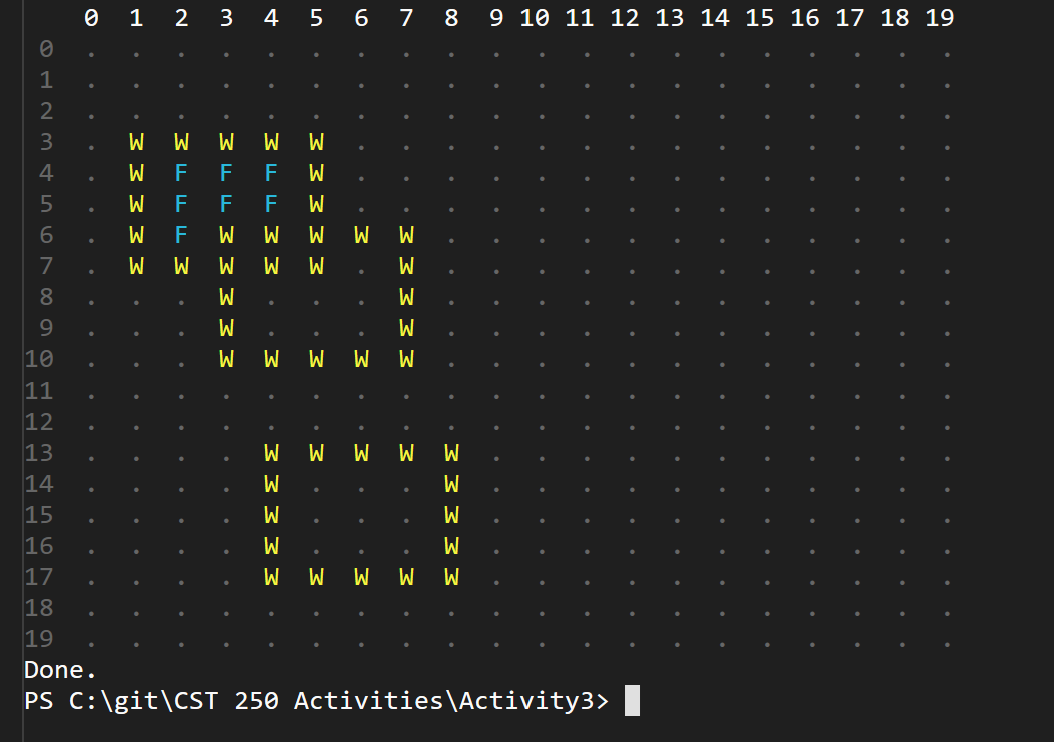 0 1 2 3 4 5 6 7 8 9 10 11 12 13 14 15 16 17 18 19
0 . . . . . . . . . . . . . . . . . . . .
1 . . . . . . . . . . . . . . . . . . . .
2 . . . . . . . . . . . . . . . . . . . .
3 . W W W W W . . . . . . . . . . . . . .
4 . W F F F W . . . . . . . . . . . . . .
5 . W F F F W . . . . . . . . . . . . . .
6 . W F W W W W W . . . . . . . . . . . .
7 . W W W W W . W . . . . . . . . . . . .
8 . . . W . . . W . . . . . . . . . . . .
9 . . . W . . . W . . . . . . . . . . . .
10 . . . W W W W W . . . . . . . . . . . .
11 . . . . . . . . . . . . . . . . . . . .
12 . . . . . . . . . . . . . . . . . . . .
13 . . . . W W W W W . . . . . . . . . . .
14 . . . . W . . . W . . . . . . . . . . .
15 . . . . W . . . W . . . . . . . . . . .
16 . . . . W . . . W . . . . . . . . . . .
17 . . . . W W W W W . . . . . . . . . . .
18 . . . . . . . . . . . . . . . . . . . .
19 . . . . . . . . . . . . . . . . . . . .
Done.
PS C:\git\CST 250 Activities\Activity3>